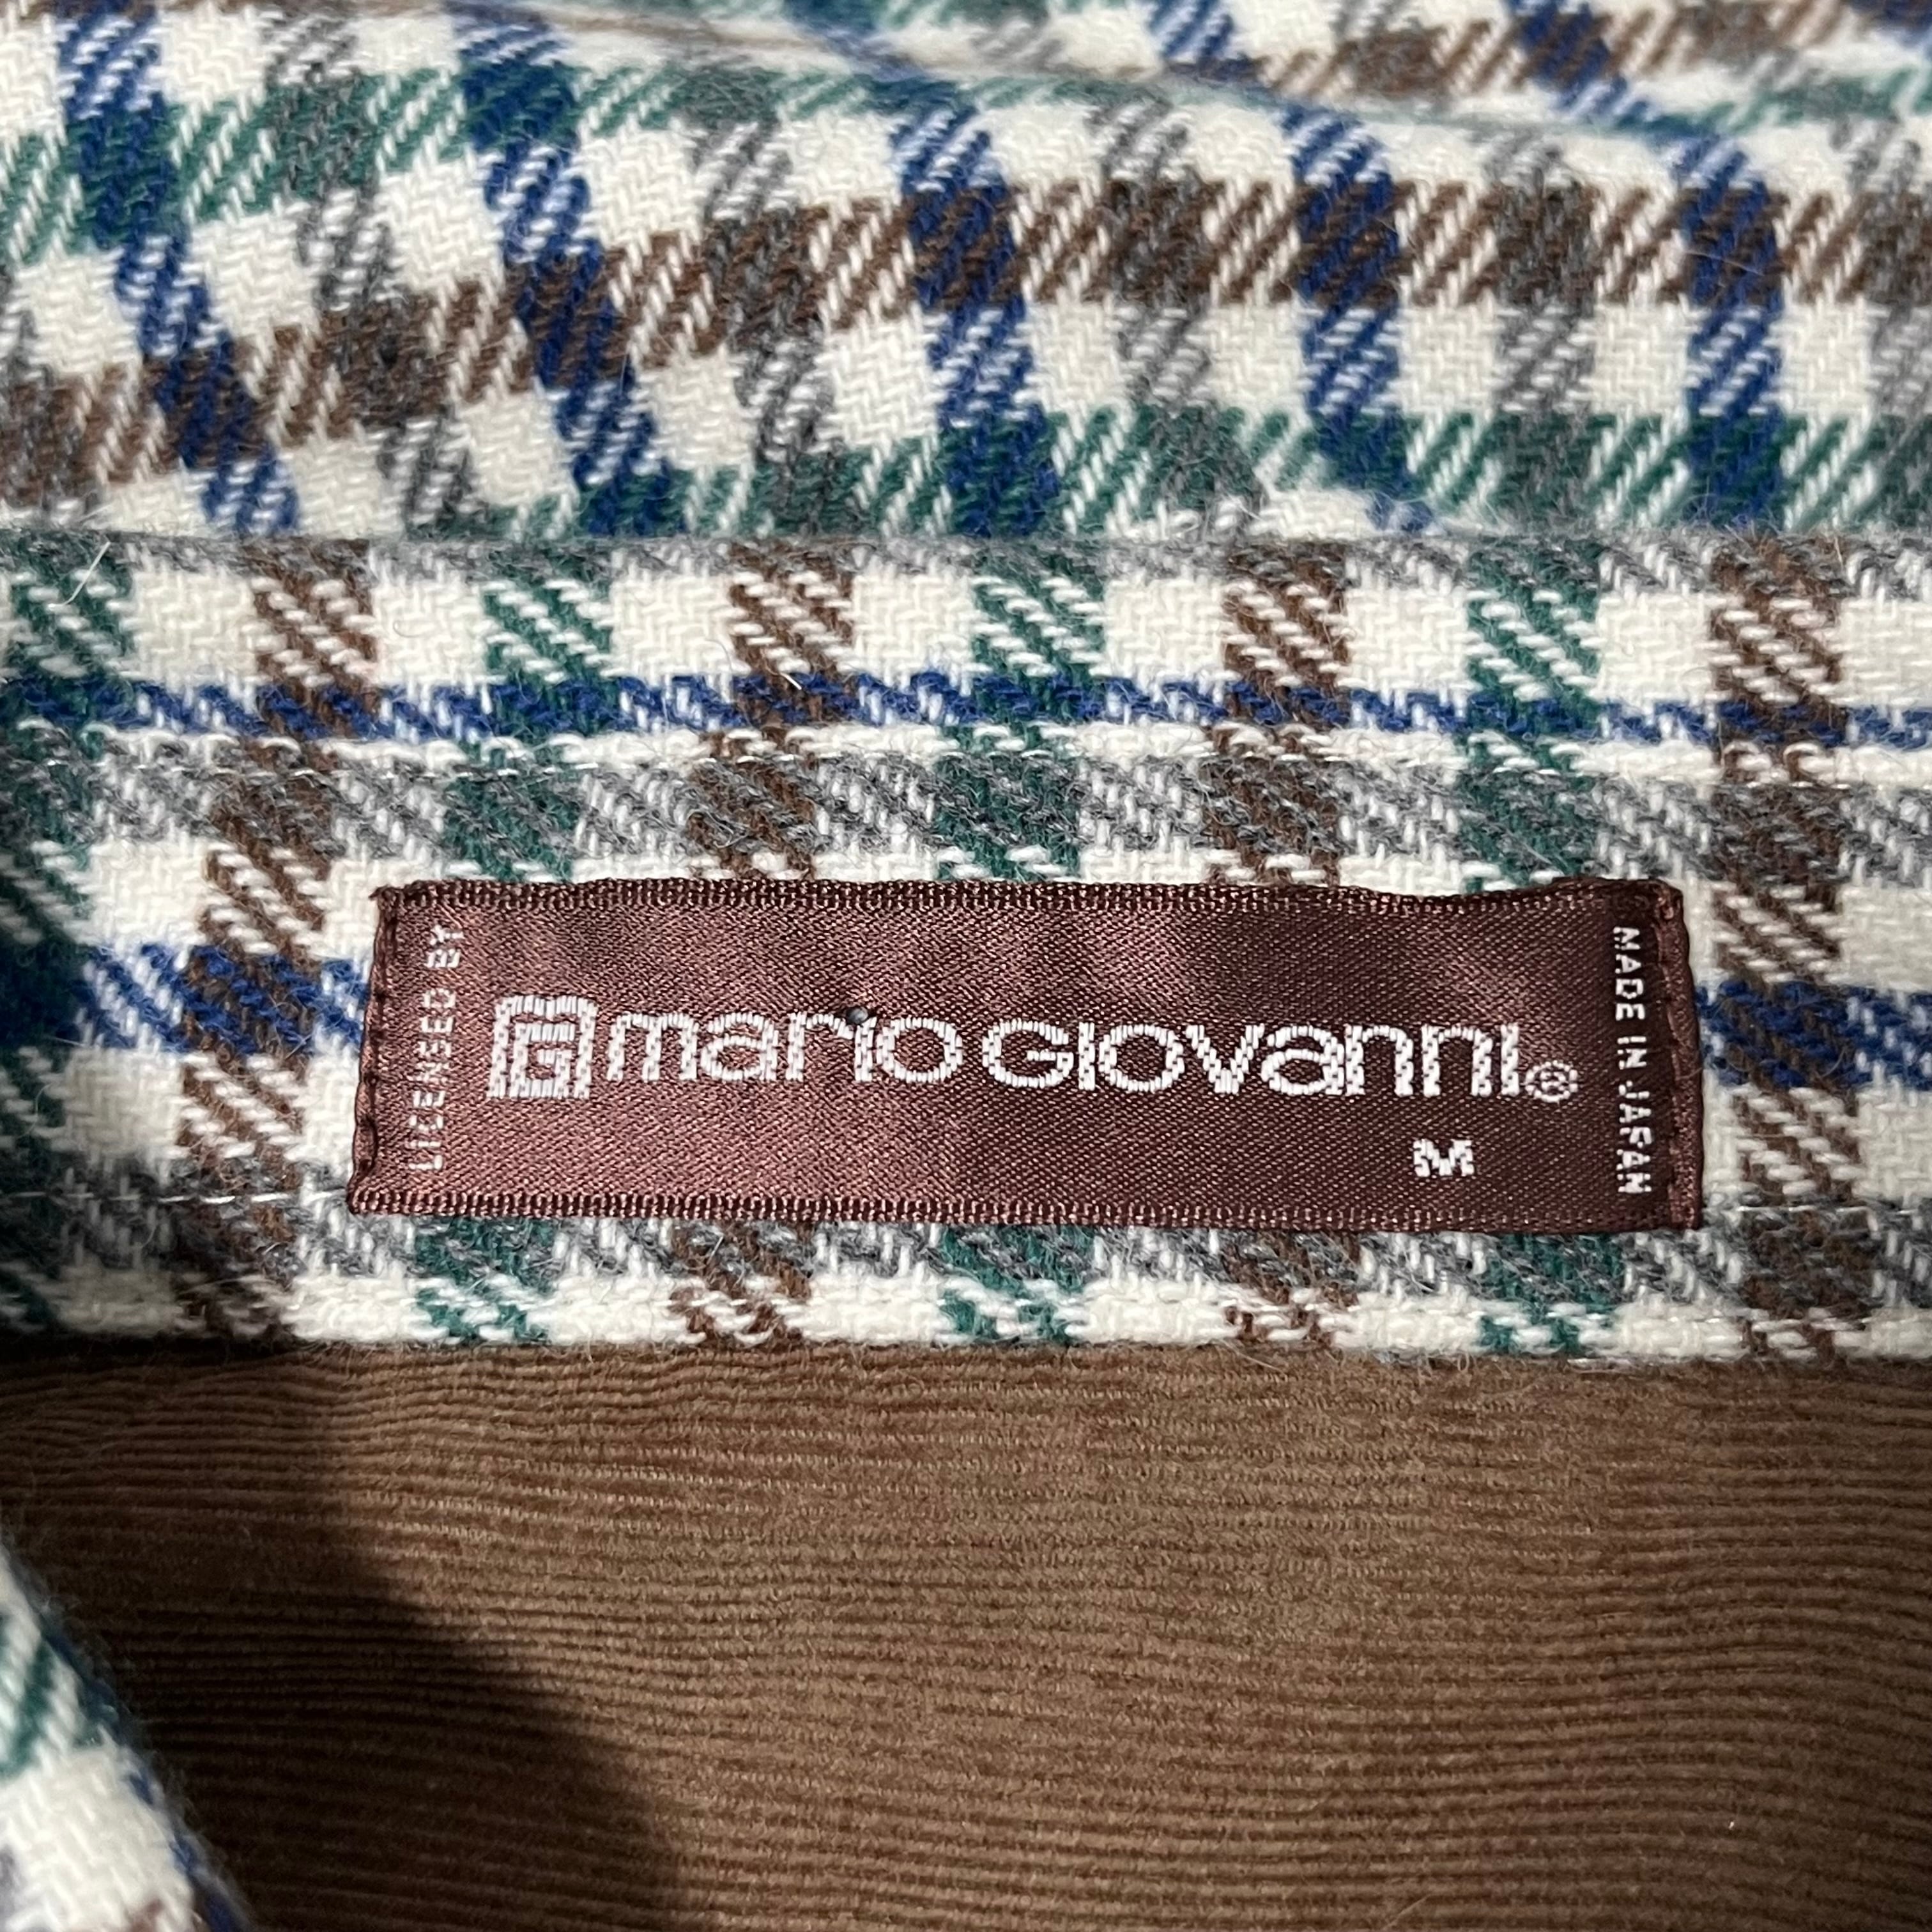 LICENSED BY
mario GIOVANNI®
M
MADE IN JAPAN